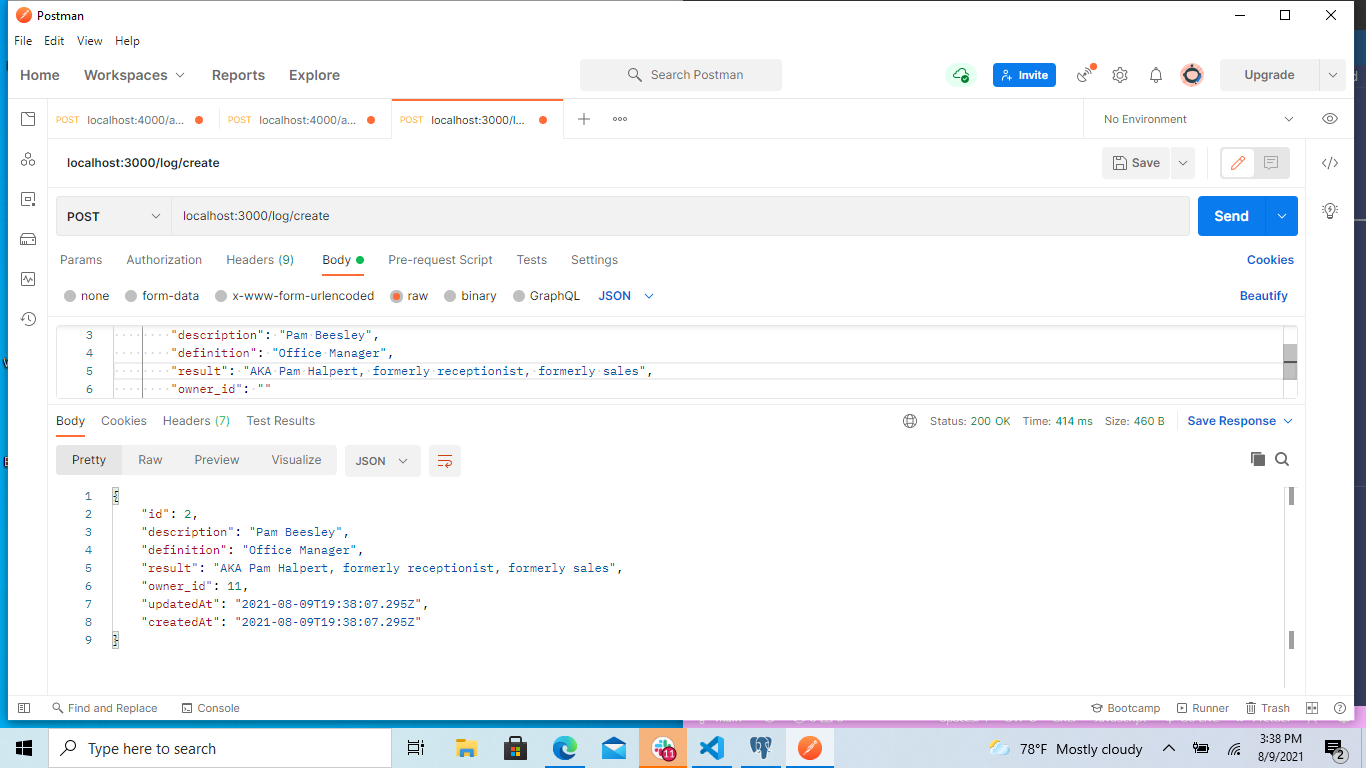 Postman
File Edit View Help
Home Workspaces Reports Explore Search Postman Invite Upgrade
POST localhost:4000/a... POST localhost:4000/a... POST localhost:3000/l... No Environment
localhost:3000/log/create Save
POST localhost:3000/log/create Send
Params Authorization Headers (9) Body Pre-request Script Tests Settings Cookies
none form-data x-www-form-urlencoded raw binary GraphQL JSON Beautify
3 "description": "Pam Beesley",
4 "definition": "Office Manager",
5 "result": "AKA Pam Halpert, formerly receptionist, formerly sales",
6 "owner_id": ""
Body Cookies Headers (7) Test Results Status: 200 OK Time: 414 ms Size: 460 B Save Response
Pretty Raw Preview Visualize JSON
1 {
2 "id": 2,
3 "description": "Pam Beesley",
4 "definition": "Office Manager",
5 "result": "AKA Pam Halpert, formerly receptionist, formerly sales",
6 "owner_id": 11,
7 "updatedAt": "2021-08-09T19:38:07.295Z",
8 "createdAt": "2021-08-09T19:38:07.295Z"
9 }
Find and Replace Console Bootcamp Runner Trash
Type here to search 11 78°F Mostly cloudy 3:38 PM
8/9/2021 2